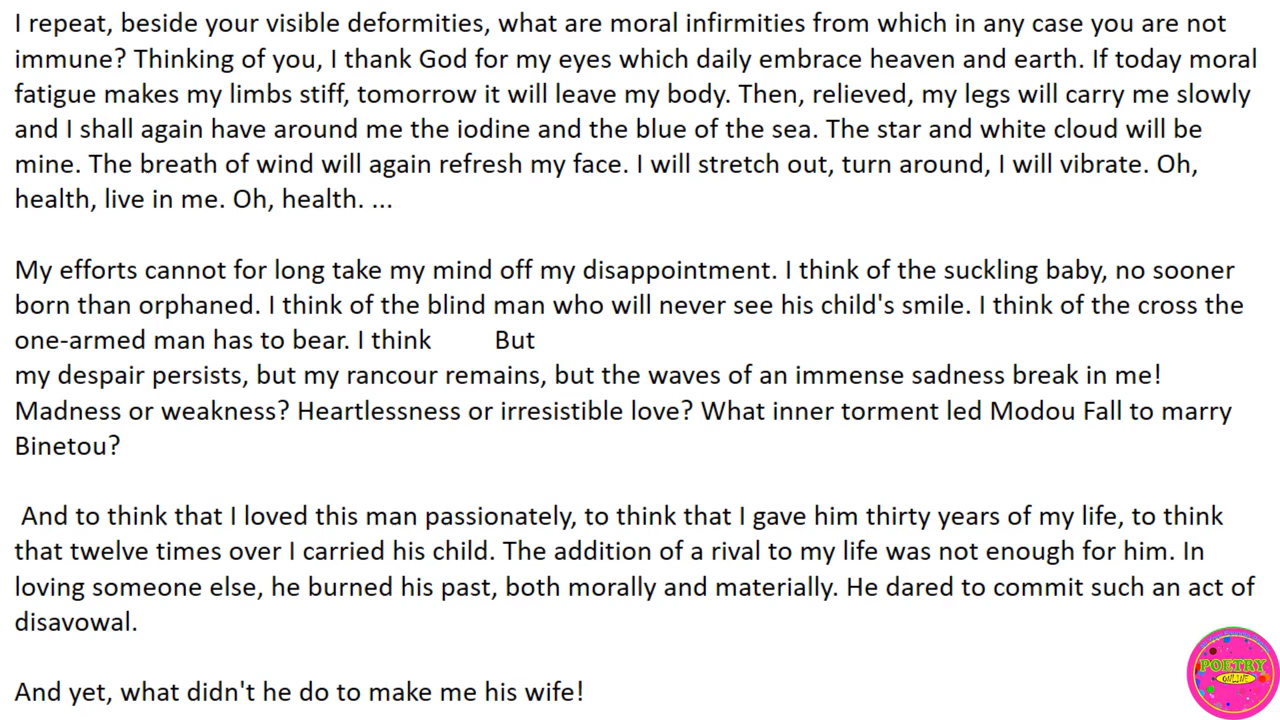 I repeat, beside your visible deformities, what are moral infirmities from which in any case you are not
immune? Thinking of you, I thank God for my eyes which daily embrace heaven and earth. If today moral
fatigue makes my limbs stiff, tomorrow it will leave my body. Then, relieved, my legs will carry me slowly
and I shall again have around me the iodine and the blue of the sea. The star and white cloud will be
mine. The breath of wind will again refresh my face. I will stretch out, turn around, I will vibrate. Oh,
health, live in me. Oh, health. ...
My efforts cannot for long take my mind off my disappointment. I think of the suckling baby, no sooner
born than orphaned. I think of the blind man who will never see his child's smile. I think of the cross the
one-armed man has to bear. I think But
my despair persists, but my rancour remains, but the waves of an immense sadness break in me!
Madness or weakness? Heartlessness or irresistible love? What inner torment led Modou Fall to marry
Binetou?
And to think that I loved this man passionately, to think that I gave him thirty years of my life, to think
that twelve times over I carried his child. The addition of a rival to my life was not enough for him. In
loving someone else, he burned his past, both morally and materially. He dared to commit such an act of
disavowal.
And yet, what didn't he do to make me his wife!
POETRY
ONLINE